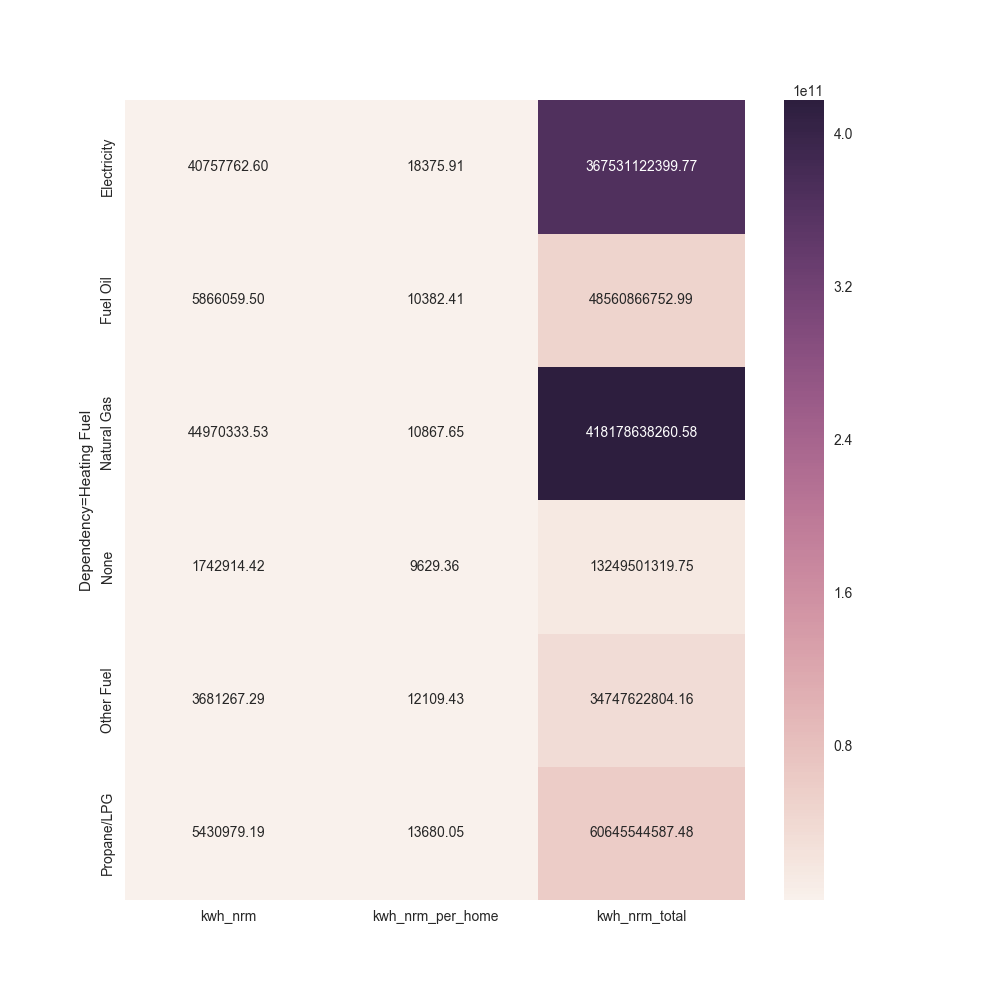 1e11
Electricity
40757762.60 18375.91 367531122399.77
4.0
Fuel Oil
5866059.50 10382.41 48560866752.99
3.2
Dependency=Heating Fuel
Natural Gas
44970333.53 10867.65 418178638260.58
2.4
None
1742914.42 9629.36 13249501319.75
1.6
Other Fuel
3681267.29 12109.43 34747622804.16
0.8
Propane/LPG
5430979.19 13680.05 60645544587.48
kwh_nrm kwh_nrm_per_home kwh_nrm_total